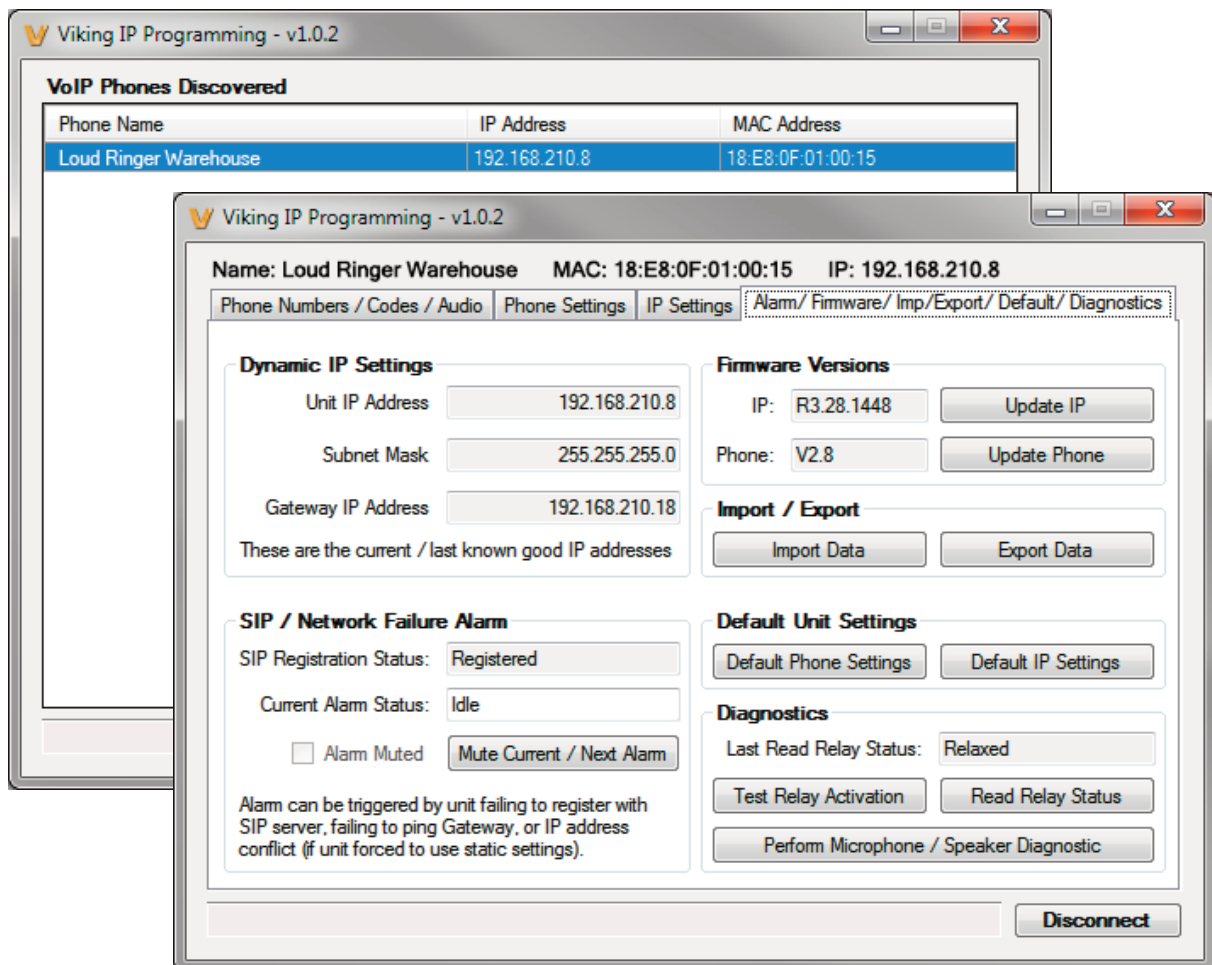 Viking IP Programming - v1.0.2
VoIP Phones Discovered
Phone Name IP Address MAC Address
Loud Ringer Warehouse 192.168.210.8 18:E8:0F:01:00:15
Viking IP Programming - v1.0.2
Name: Loud Ringer Warehouse MAC: 18:E8:0F:01:00:15 IP: 192.168.210.8
Phone Numbers / Codes / Audio Phone Settings IP Settings Alarm/ Firmware/ Imp/Export/ Default/ Diagnostics
Dynamic IP Settings
Unit IP Address 192.168.210.8
Subnet Mask 255.255.255.0
Gateway IP Address 192.168.210.18
These are the current / last known good IP addresses
SIP / Network Failure Alarm
SIP Registration Status: Registered
Current Alarm Status: Idle
Alarm Muted Mute Current / Next Alarm
Alarm can be triggered by unit failing to register with
SIP server, failing to ping Gateway, or IP address
conflict (if unit forced to use static settings).
Firmware Versions
IP: R3.28.1448 Update IP
Phone: V2.8 Update Phone
Import / Export
Import Data Export Data
Default Unit Settings
Default Phone Settings Default IP Settings
Diagnostics
Last Read Relay Status: Relaxed
Test Relay Activation Read Relay Status
Perform Microphone / Speaker Diagnostic
Disconnect